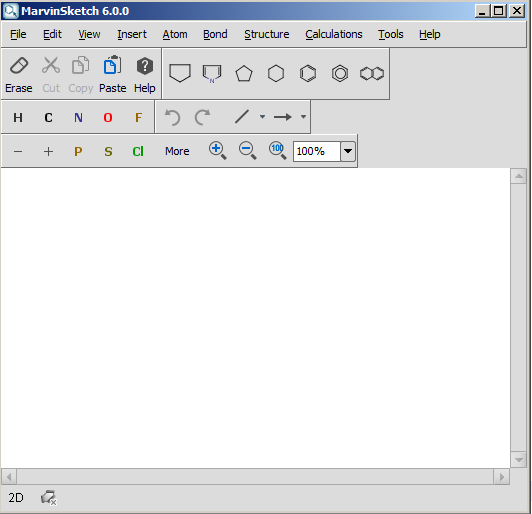 MarvinSketch 6.0.0
File Edit View Insert Atom Bond Structure Calculations Tools Help
Erase Cut Copy Paste Help
N
H C N O F
− + P S Cl More 100 100%
2D